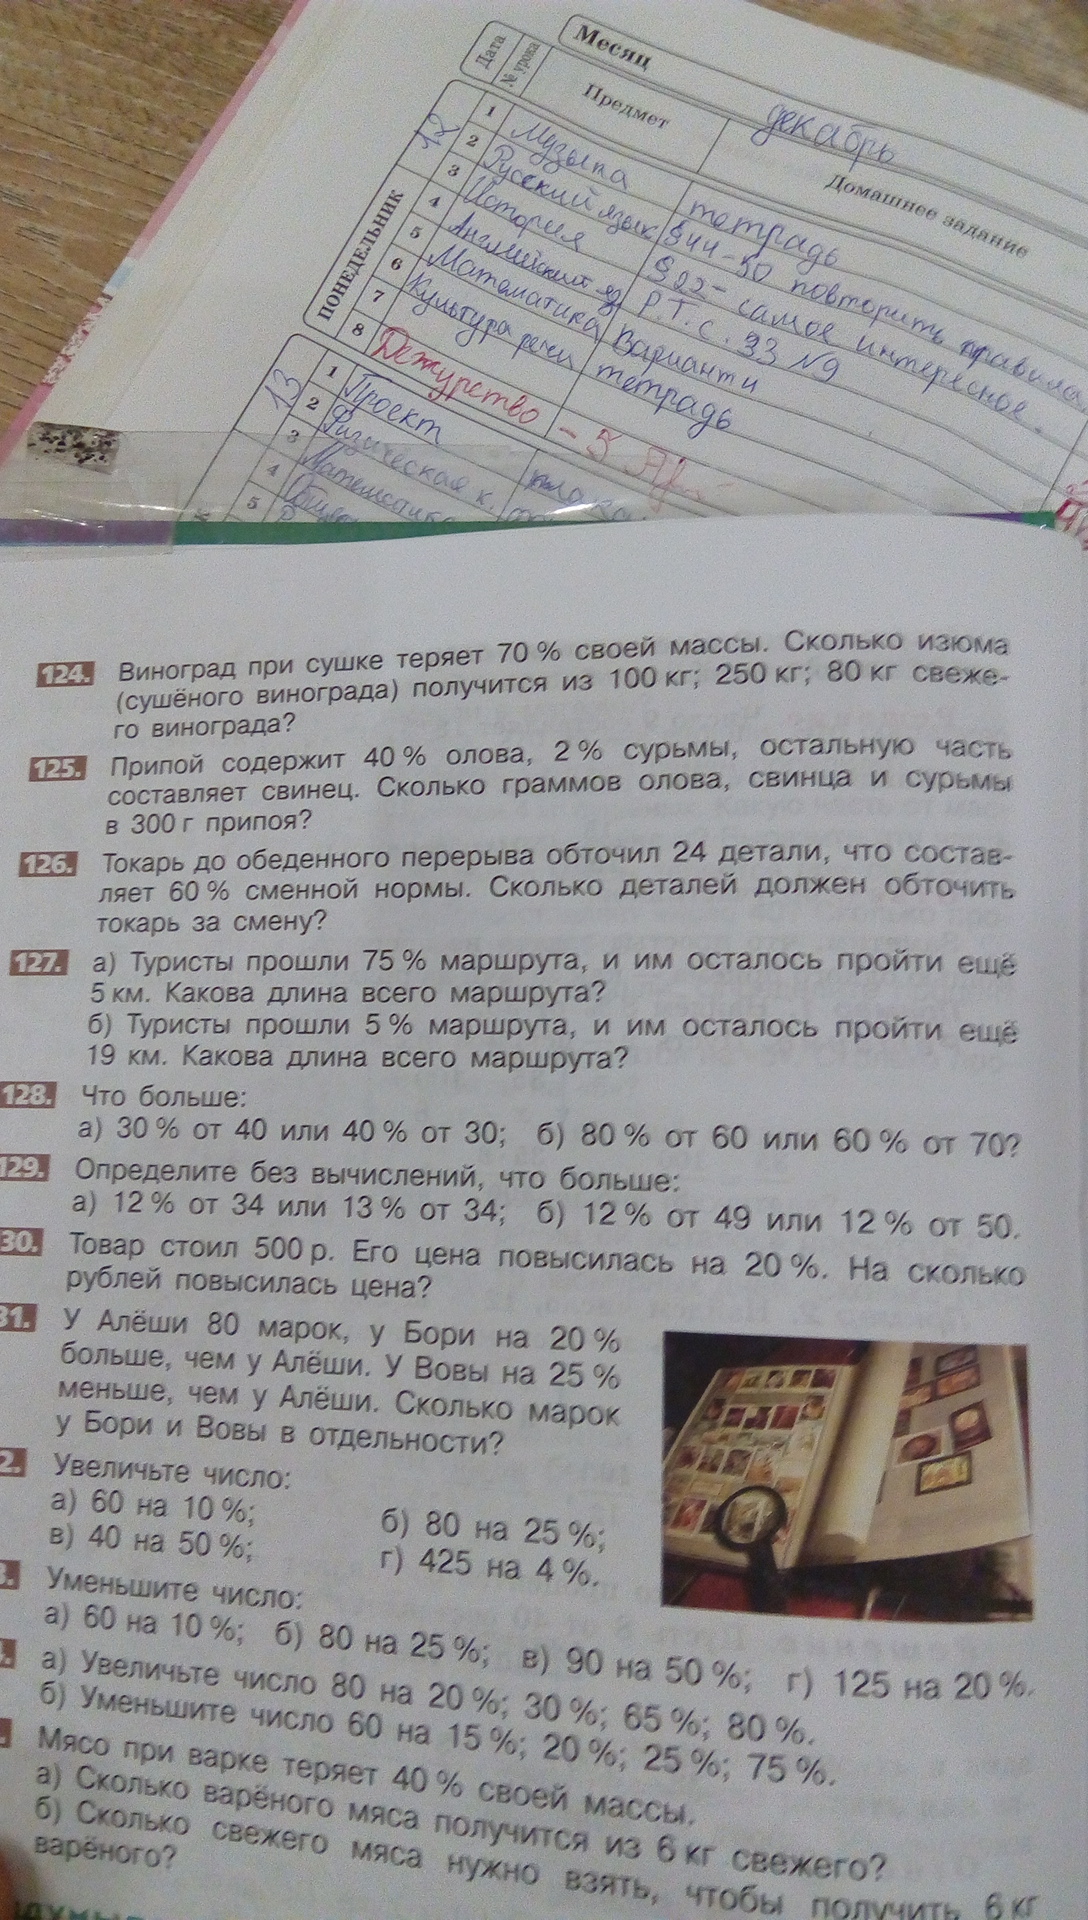 Месяц
декабрь
Дата
№ урока
Предмет
Домашнее задание
ПОНЕДЕЛЬНИК
12
1 Музыка тетрадь
2 Русский язык §44-50 повторить правила
3 История § 22- самое интересное.
4 Английский яз Р.Т. с. 33 №9
5 Математика Варианти
6 Культура речи тетрадь
7
8 Дежурство - 5
13
1 Проект
2 Физическая к.
3 Математика
4
5
124. Виноград при сушке теряет 70 % своей массы. Сколько изюма
(сушёного винограда) получится из 100 кг; 250 кг; 80 кг свеже-
го винограда?
125. Припой содержит 40 % олова, 2 % сурьмы, остальную часть
составляет свинец. Сколько граммов олова, свинца и сурьмы
в 300 г припоя?
126. Токарь до обеденного перерыва обточил 24 детали, что состав-
ляет 60 % сменной нормы. Сколько деталей должен обточить
токарь за смену?
127. а) Туристы прошли 75 % маршрута, и им осталось пройти ещё
5 км. Какова длина всего маршрута?
б) Туристы прошли 5 % маршрута, и им осталось пройти ещё
19 км. Какова длина всего маршрута?
128. Что больше:
а) 30 % от 40 или 40 % от 30; б) 80 % от 60 или 60 % от 70?
129. Определите без вычислений, что больше:
а) 12 % от 34 или 13 % от 34; б) 12 % от 49 или 12 % от 50.
30. Товар стоил 500 р. Его цена повысилась на 20 %. На сколько
рублей повысилась цена?
31. У Алёши 80 марок, у Бори на 20 %
больше, чем у Алёши. У Вовы на 25 %
меньше, чем у Алёши. Сколько марок
у Бори и Вовы в отдельности?
2. Увеличьте число:
а) 60 на 10 %; б) 80 на 25 %;
в) 40 на 50 %; г) 425 на 4 %.
3. Уменьшите число:
а) 60 на 10 %; б) 80 на 25 %; в) 90 на 50 %; г) 125 на 20 %.
а) Увеличьте число 80 на 20 %; 30 %; 65 %; 80 %.
б) Уменьшите число 60 на 15 %; 20 %; 25 %; 75 %.
Мясо при варке теряет 40 % своей массы.
а) Сколько варёного мяса получится из 6 кг свежего?
б) Сколько свежего мяса нужно взять, чтобы получить 6 кг
варёного?